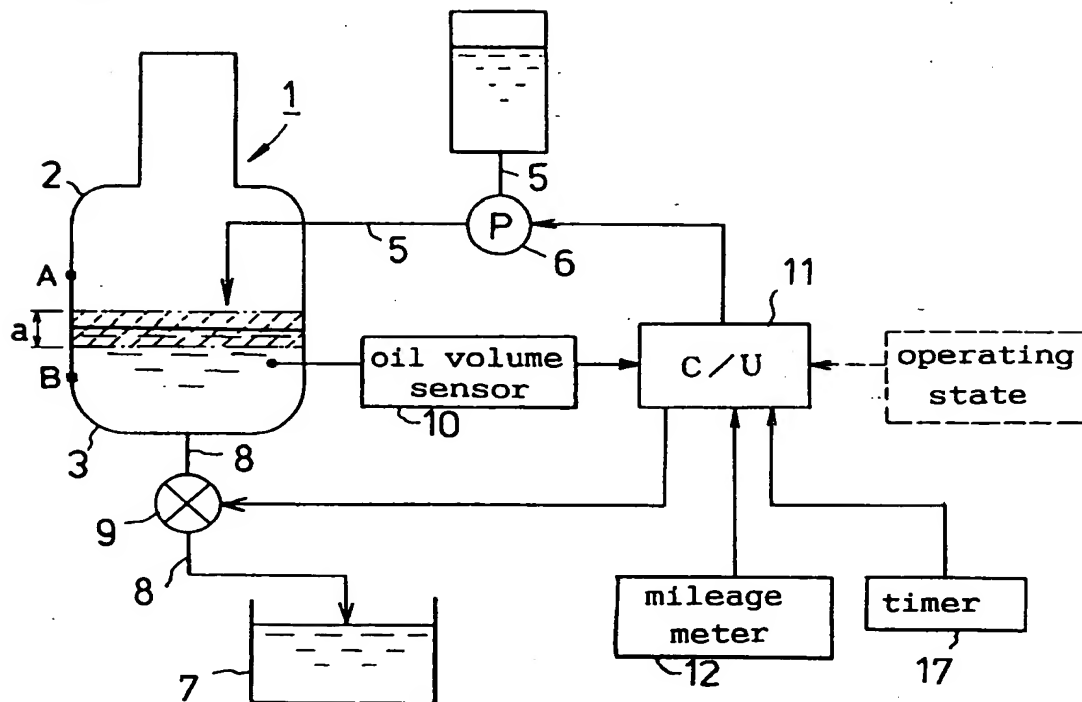 1
2
5
P
6
5
A
11
a
oil volume
sensor
10
C/U
operating
state
B
3
8
9
8
mileage
meter
12
timer
17
7